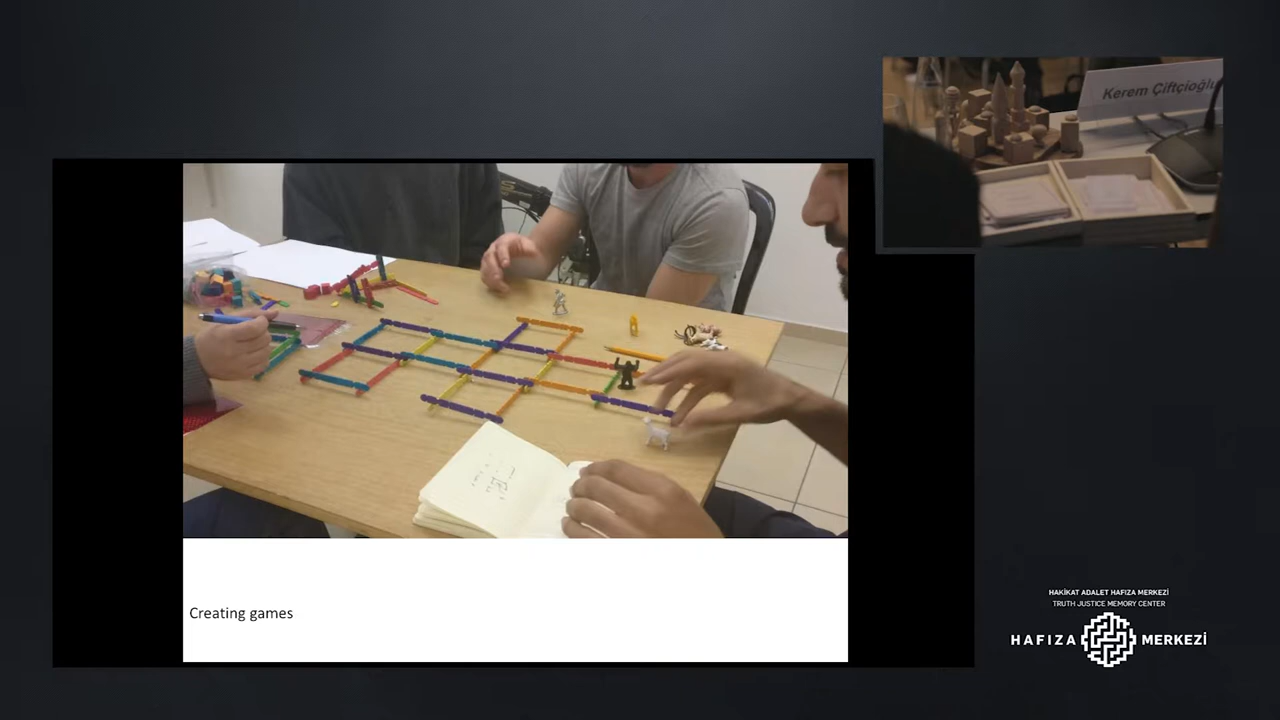 Kerem Çiftçioğlu
Creating games
HAKİKAT ADALET HAFIZA MERKEZİ
TRUTH JUSTICE MEMORY CENTER
HAFIZA MERKEZİ